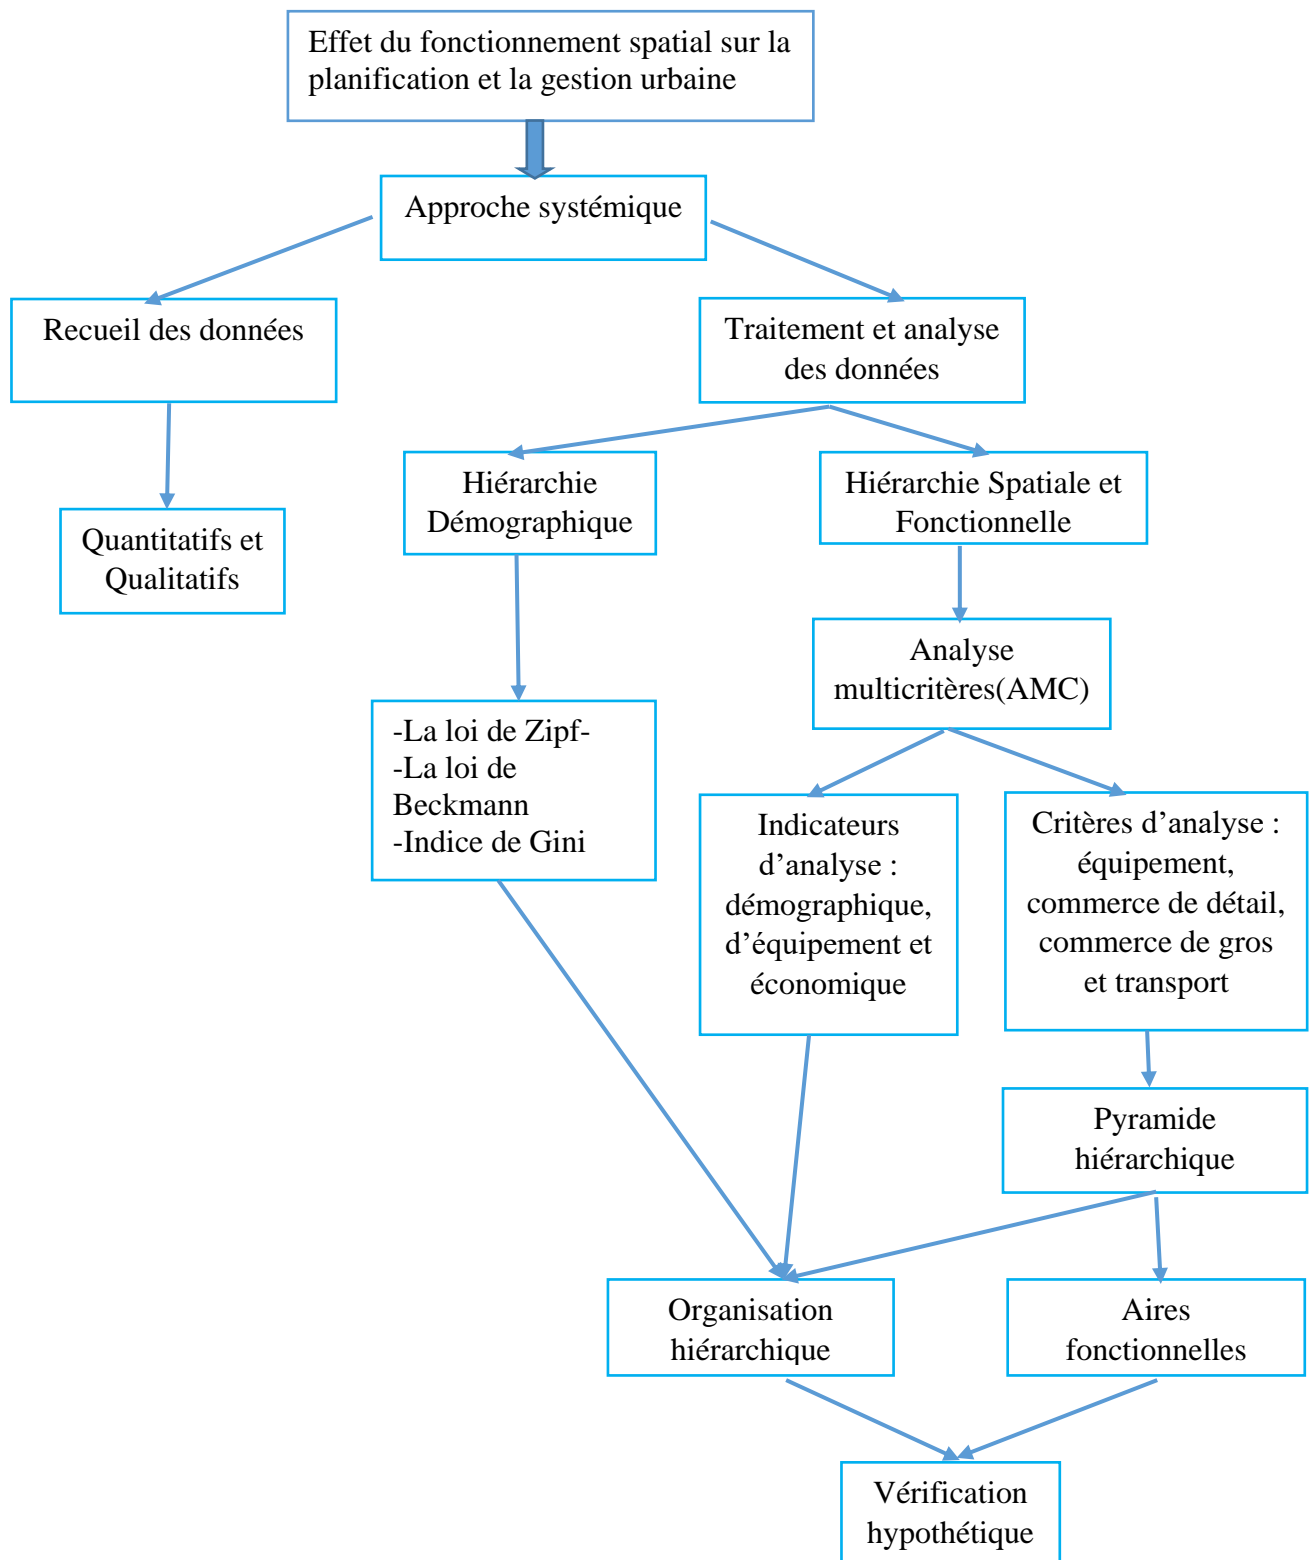 Effet du fonctionnement spatial sur la
planification et la gestion urbaine
Approche systémique
Recueil des données
Traitement et analyse
des données
Hiérarchie
Démographique
Hiérarchie Spatiale et
Fonctionnelle
Quantitatifs et
Qualitatifs
Analyse
multicritères(AMC)
-La loi de Zipf-
-La loi de
Beckmann
-Indice de Gini
Indicateurs
d’analyse :
démographique,
d’équipement et
économique
Critères d’analyse :
équipement,
commerce de détail,
commerce de gros
et transport
Pyramide
hiérarchique
Organisation
hiérarchique
Aires
fonctionnelles
Vérification
hypothétique